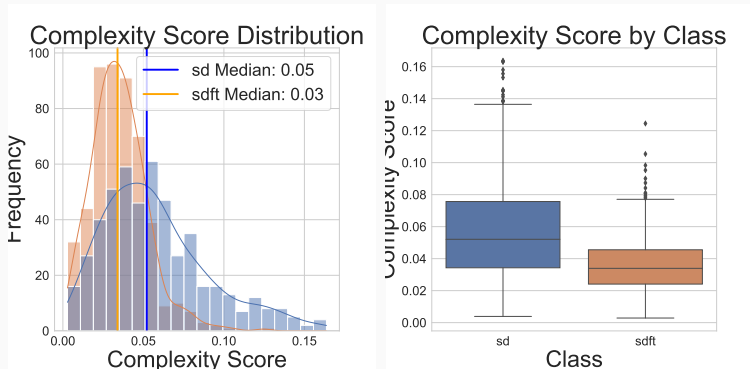 Complexity Score Distribution
sd Median: 0.05
sdft Median: 0.03
Frequency
100
80
60
40
20
0
0.00 0.05 0.10 0.15
Complexity Score
Complexity Score by Class
Complexity Score
0.16
0.14
0.12
0.10
0.08
0.06
0.04
0.02
0.00
sd sdft
Class